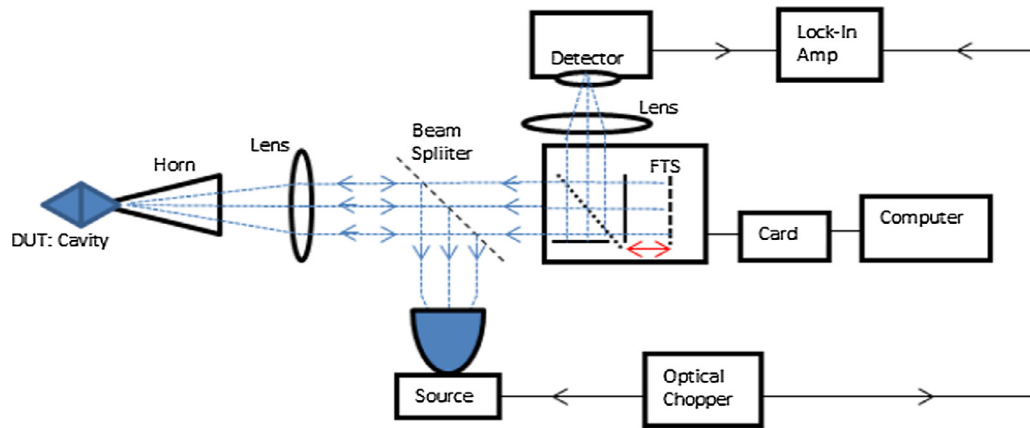 Detector
Lock-In
Amp
Lens
Beam
Spliiter
Lens
Horn
FTS
Computer
Card
DUT: Cavity
Source
Optical
Chopper